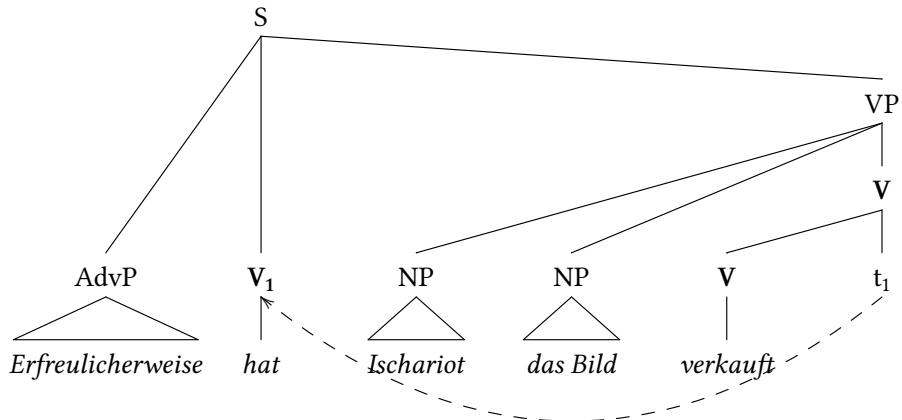 S
VP
V
AdvP V₁ NP NP V t₁
Erfreulicherweise hat Ischariot das Bild verkauft